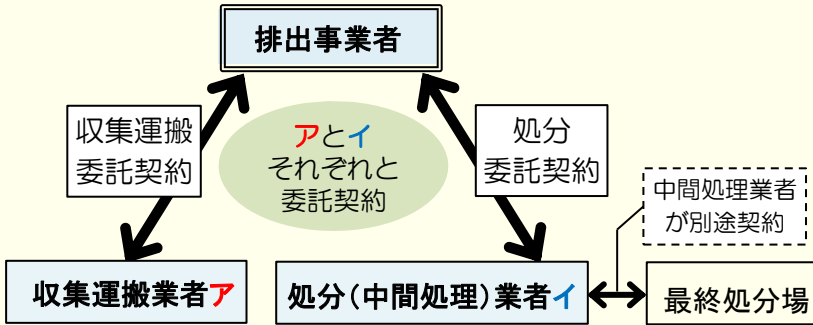 排出事業者
収集運搬
委託契約
アとイ
それぞれと
委託契約
処分
委託契約
中間処理業者
が別途契約
収集運搬業者ア
処分(中間処理)業者イ
最終処分場